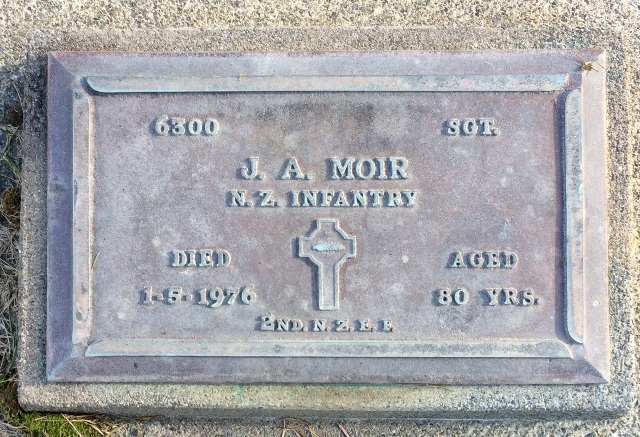 6300 SGT.
J. A. MOIR
N. Z. INFANTRY
DIED AGED
1-5-1976 80 YRS.
2ND. N. Z. E. F.